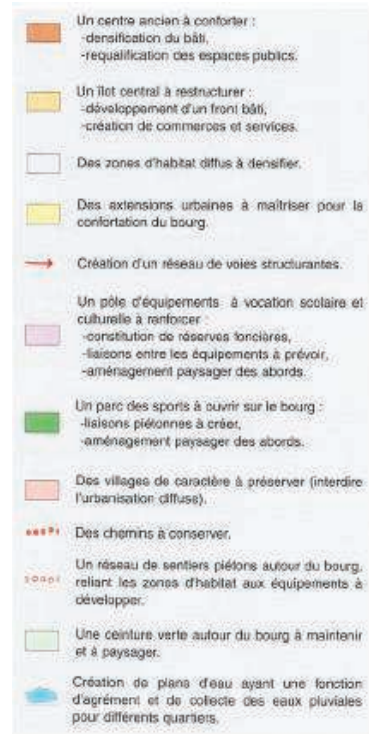 Un centre ancien à conforter :
-densification du bâti,
-requalification des espaces publics.
Un îlot central à restructurer :
-développement d'un front bâti,
-création de commerces et services.
Des zones d'habitat diffus à densifier.
Des extensions urbaines à maîtriser pour la
confortation du bourg.
Création d'un réseau de voies structurantes.
Un pôle d'équipements à vocation scolaire et
culturelle à renforcer :
-constitution de réserves foncières,
-liaisons entre les équipements à prévoir,
-aménagement paysager des abords.
Un parc des sports à ouvrir sur le bourg :
-liaisons piétonnes à créer,
-aménagement paysager des abords.
Des villages de caractère à préserver (interdire
l'urbanisation diffuse).
Des chemins à conserver.
Un réseau de sentiers piétons autour du bourg,
reliant les zones d'habitat aux équipements à
développer.
Une ceinture verte autour du bourg à maintenir
et à paysager.
Création de plans d'eau ayant une fonction
d'agrément et de collecte des eaux pluviales
pour différents quartiers.